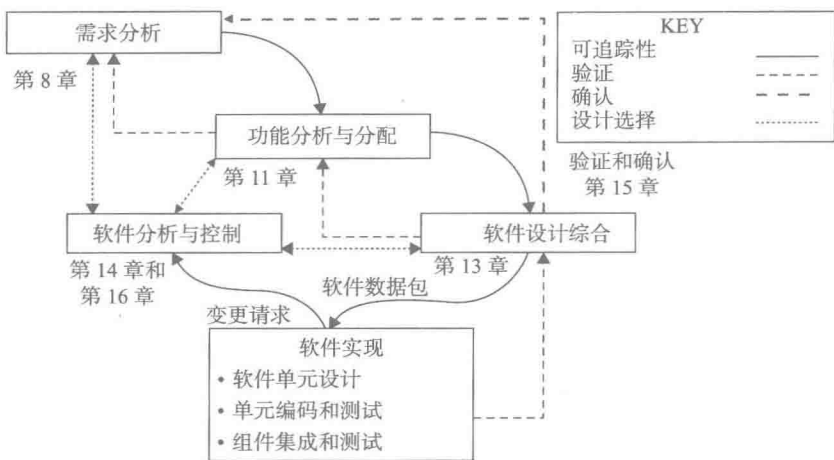 需求分析
第 8 章
功能分析与分配
第 11 章
软件分析与控制
第 14 章和
第 16 章
软件设计综合
第 13 章
软件数据包
变更请求
软件实现
• 软件单元设计
• 单元编码和测试
• 组件集成和测试
KEY
可追踪性
验证
确认
设计选择
验证和确认
第 15 章